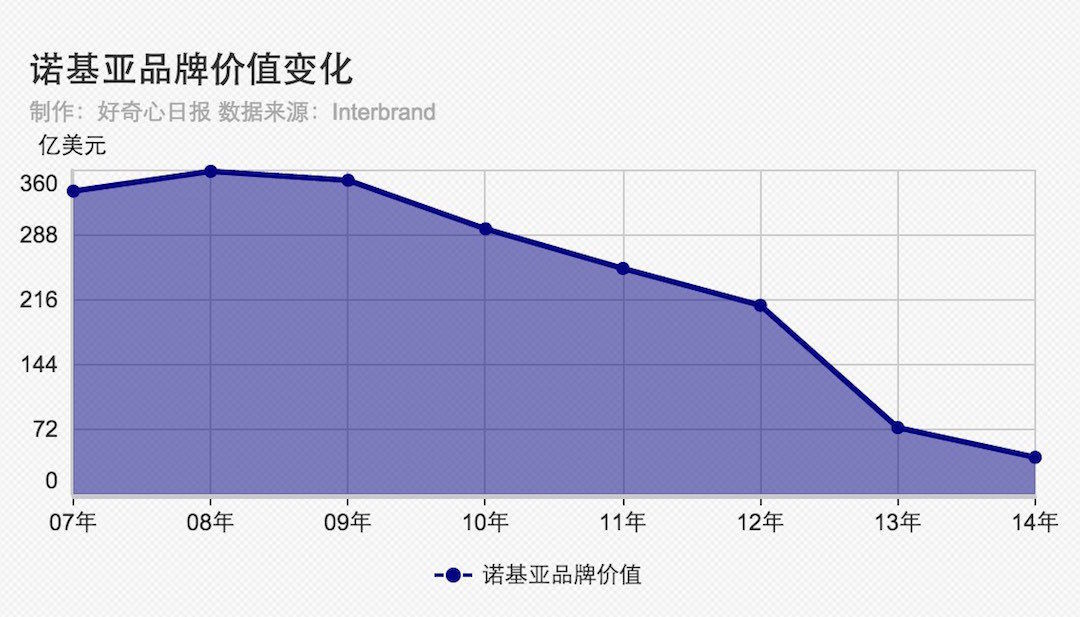 诺基亚品牌价值变化
制作：好奇心日报 数据来源：Interbrand
亿美元
360
288
216
144
72
0
07年 08年 09年 10年 11年 12年 13年 14年
诺基亚品牌价值